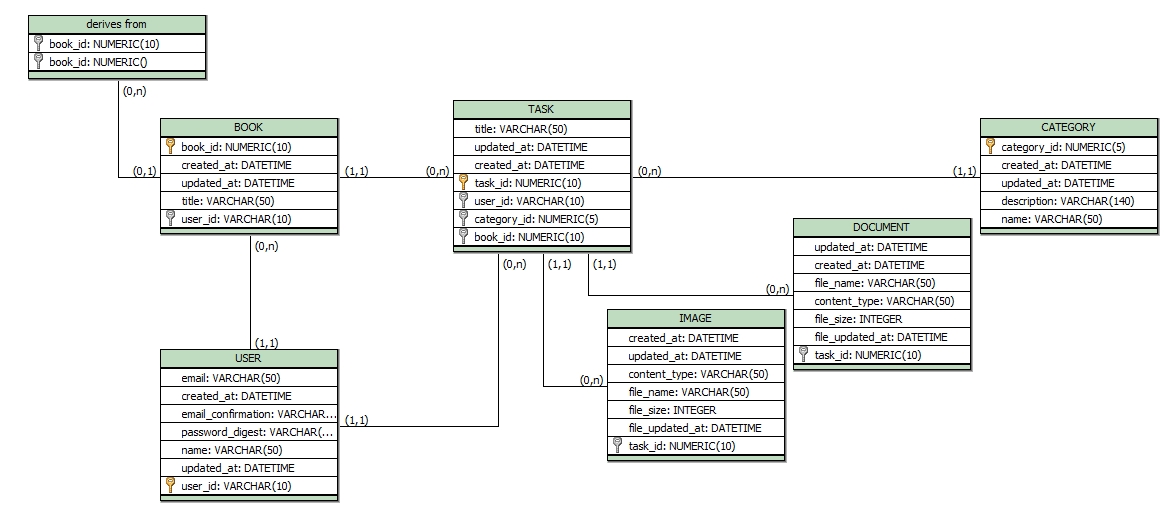 derives from
book_id: NUMERIC(10)
book_id: NUMERIC()
(0,n)
(0,1)
BOOK
book_id: NUMERIC(10)
created_at: DATETIME
updated_at: DATETIME
title: VARCHAR(50)
user_id: VARCHAR(10)
(1,1)
(0,n)
(0,n)
(1,1)
TASK
title: VARCHAR(50)
updated_at: DATETIME
created_at: DATETIME
task_id: NUMERIC(10)
user_id: VARCHAR(10)
category_id: NUMERIC(5)
book_id: NUMERIC(10)
(0,n)
(1,1)
CATEGORY
category_id: NUMERIC(5)
created_at: DATETIME
updated_at: DATETIME
description: VARCHAR(140)
name: VARCHAR(50)
(0,n)
(1,1)
(1,1)
DOCUMENT
updated_at: DATETIME
created_at: DATETIME
file_name: VARCHAR(50)
content_type: VARCHAR(50)
file_size: INTEGER
file_updated_at: DATETIME
task_id: NUMERIC(10)
(0,n)
IMAGE
created_at: DATETIME
updated_at: DATETIME
content_type: VARCHAR(50)
file_name: VARCHAR(50)
file_size: INTEGER
file_updated_at: DATETIME
task_id: NUMERIC(10)
(0,n)
USER
email: VARCHAR(50)
created_at: DATETIME
email_confirmation: VARCHAR...
password_digest: VARCHAR(...
name: VARCHAR(50)
updated_at: DATETIME
user_id: VARCHAR(10)
(1,1)